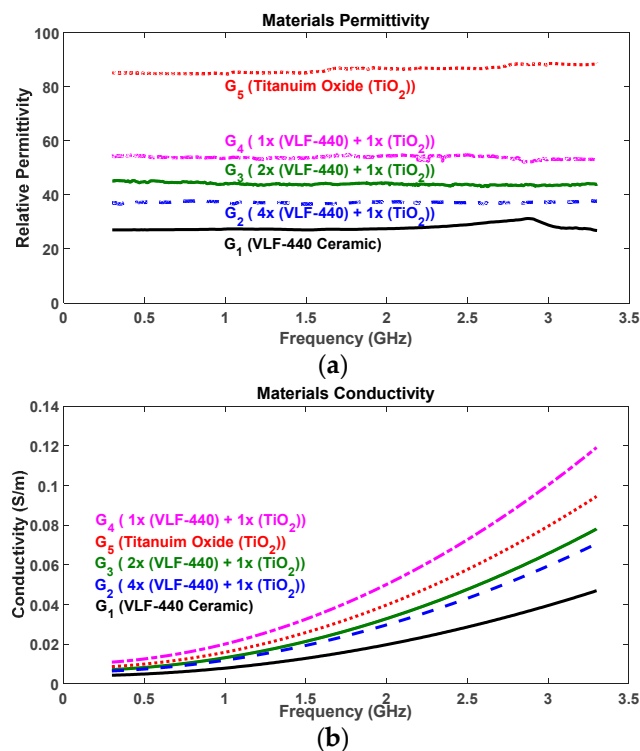 Materials Permittivity
100
80
60
40
20
0
Relative Permittivity
G5 (Titanuim Oxide (TiO2))
G4 ( 1x (VLF-440) + 1x (TiO2))
G3 ( 2x (VLF-440) + 1x (TiO2))
G2 ( 4x (VLF-440) + 1x (TiO2))
G1 (VLF-440 Ceramic)
0 0.5 1 1.5 2 2.5 3 3.5
Frequency (GHz)
(a)
Materials Conductivity
0.14
0.12
0.1
0.08
0.06
0.04
0.02
0
Conductivity (S/m)
G4 ( 1x (VLF-440) + 1x (TiO2))
G5 (Titanuim Oxide (TiO2))
G3 ( 2x (VLF-440) + 1x (TiO2))
G2 ( 4x (VLF-440) + 1x (TiO2))
G1 (VLF-440 Ceramic)
0 0.5 1 1.5 2 2.5 3 3.5
Frequency (GHz)
(b)